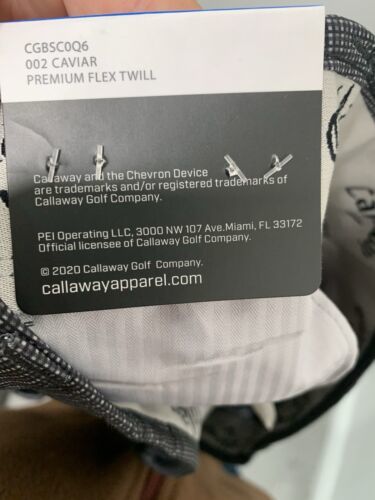 CGBSC0Q6
002 CAVIAR
PREMIUM FLEX TWILL
Callaway and the Chevron Device
are trademarks and/or registered trademarks of
Callaway Golf Company.
PEI Operating LLC, 3000 NW 107 Ave.Miami, FL 33172
Official licensee of Callaway Golf Company.
© 2020 Callaway Golf Company.
callawayapparel.com